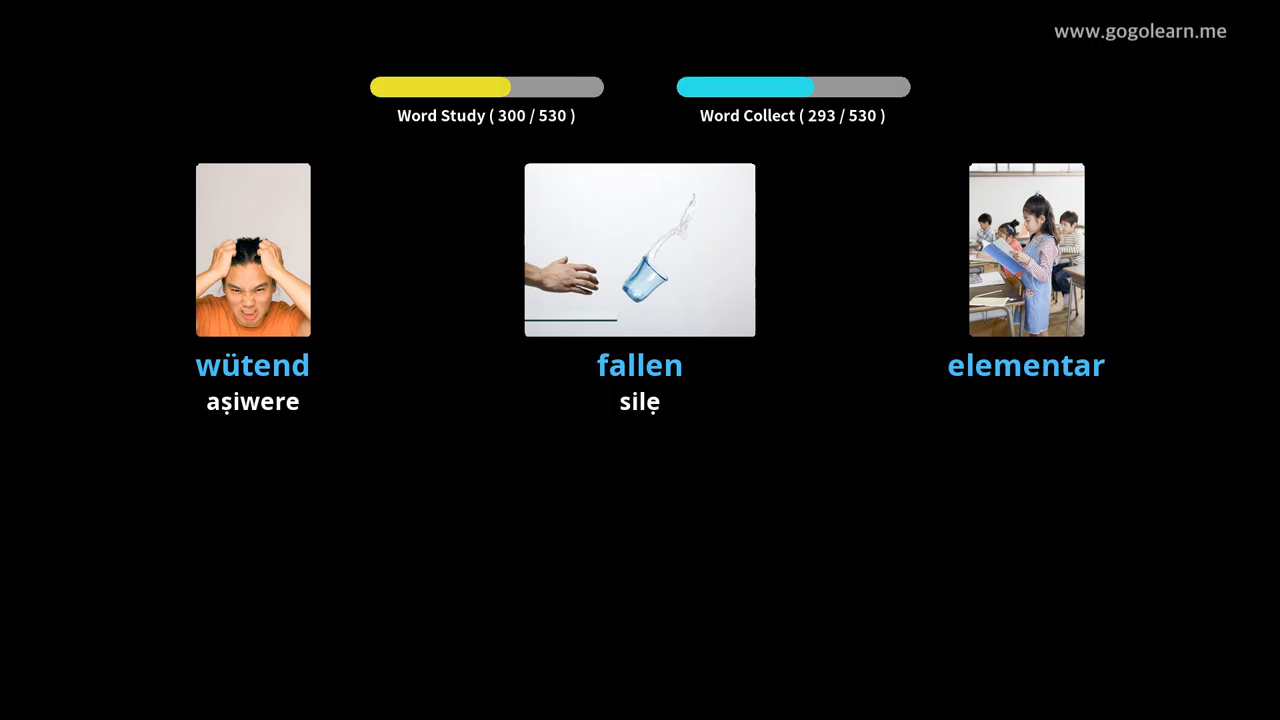 www.gogolearn.me
Word Study ( 300 / 530 )
Word Collect ( 293 / 530 )
wütend
fallen
elementar
aṣiwere
silẹ